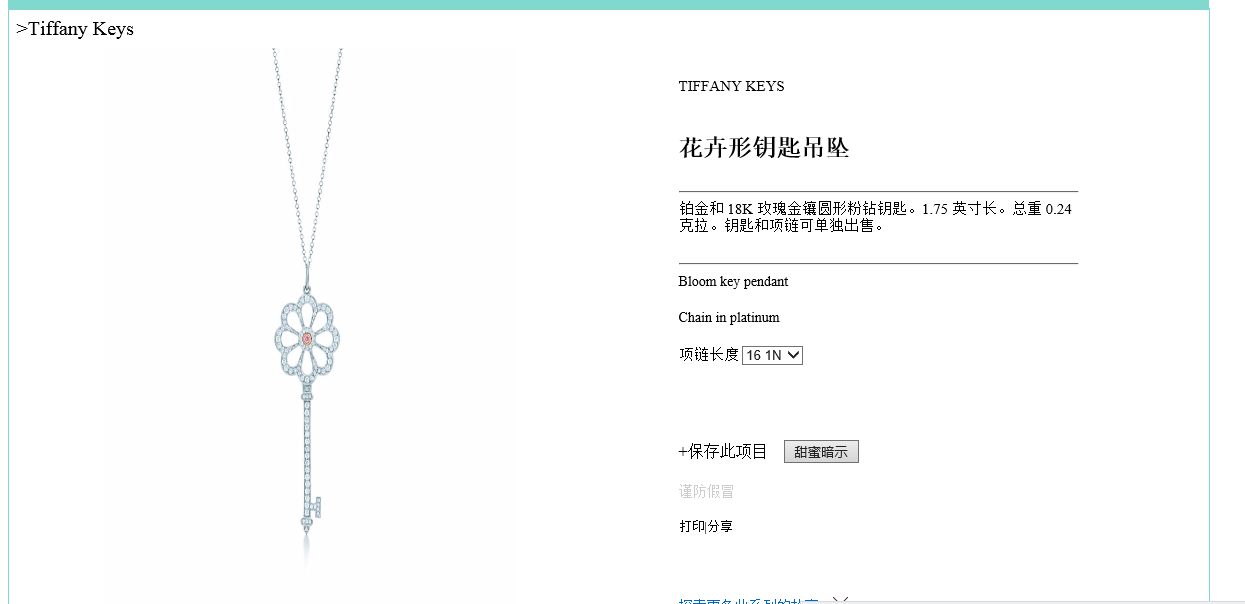 >Tiffany Keys
TIFFANY KEYS
花卉形钥匙吊坠
铂金和 18K 玫瑰金镶圆形粉钻钥匙。1.75 英寸长。总重 0.24
克拉。钥匙和项链可单独出售。
Bloom key pendant
Chain in platinum
项链长度 16 1N
+保存此项目 甜蜜暗示
谨防假冒
打印|分享